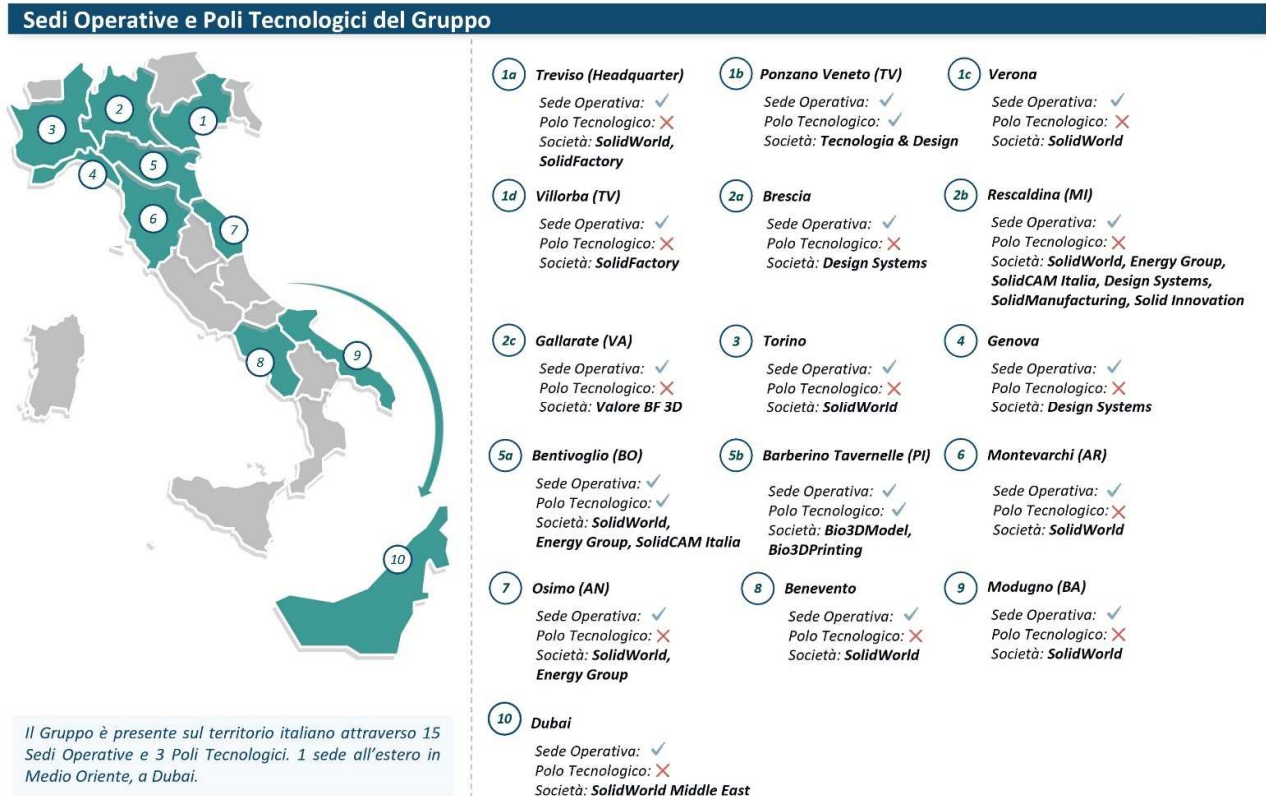 Sedi Operative e Poli Tecnologici del Gruppo
1
2
3
4
5
6
7
8
9
10
Il Gruppo è presente sul territorio italiano attraverso 15
Sedi Operative e 3 Poli Tecnologici. 1 sede all'estero in
Medio Oriente, a Dubai.
1a Treviso (Headquarter)
Sede Operativa: ✓
Polo Tecnologico: ✗
Società: SolidWorld,
SolidFactory
1b Ponzano Veneto (TV)
Sede Operativa: ✓
Polo Tecnologico: ✓
Società: Tecnologia & Design
1c Verona
Sede Operativa: ✓
Polo Tecnologico: ✗
Società: SolidWorld
1d Villorba (TV)
Sede Operativa: ✓
Polo Tecnologico: ✗
Società: SolidFactory
2a Brescia
Sede Operativa: ✓
Polo Tecnologico: ✗
Società: Design Systems
2b Rescaldina (MI)
Sede Operativa: ✓
Polo Tecnologico: ✗
Società: SolidWorld, Energy Group,
SolidCAM Italia, Design Systems,
SolidManufacturing, Solid Innovation
2c Gallarate (VA)
Sede Operativa: ✓
Polo Tecnologico: ✗
Società: Valore BF 3D
3 Torino
Sede Operativa: ✓
Polo Tecnologico: ✗
Società: SolidWorld
4 Genova
Sede Operativa: ✓
Polo Tecnologico: ✗
Società: Design Systems
5a Bentivoglio (BO)
Sede Operativa: ✓
Polo Tecnologico: ✓
Società: SolidWorld,
Energy Group, SolidCAM Italia
5b Barberino Tavernelle (PI)
Sede Operativa: ✓
Polo Tecnologico: ✓
Società: Bio3DModel,
Bio3DPrinting
6 Montevarchi (AR)
Sede Operativa: ✓
Polo Tecnologico: ✗
Società: SolidWorld
7 Osimo (AN)
Sede Operativa: ✓
Polo Tecnologico: ✗
Società: SolidWorld,
Energy Group
8 Benevento
Sede Operativa: ✓
Polo Tecnologico: ✗
Società: SolidWorld
9 Modugno (BA)
Sede Operativa: ✓
Polo Tecnologico: ✗
Società: SolidWorld
10 Dubai
Sede Operativa: ✓
Polo Tecnologico: ✗
Società: SolidWorld Middle East